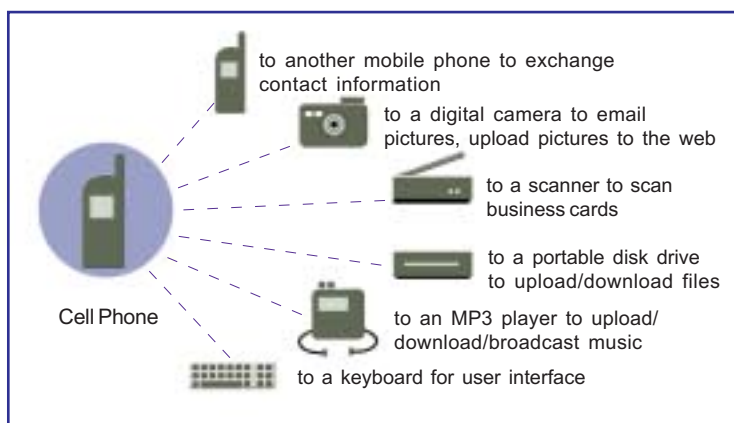 to another mobile phone to exchange
contact information
to a digital camera to email
pictures, upload pictures to the web
to a scanner to scan
business cards
to a portable disk drive
to upload/download files
Cell Phone
to an MP3 player to upload/
download/broadcast music
to a keyboard for user interface